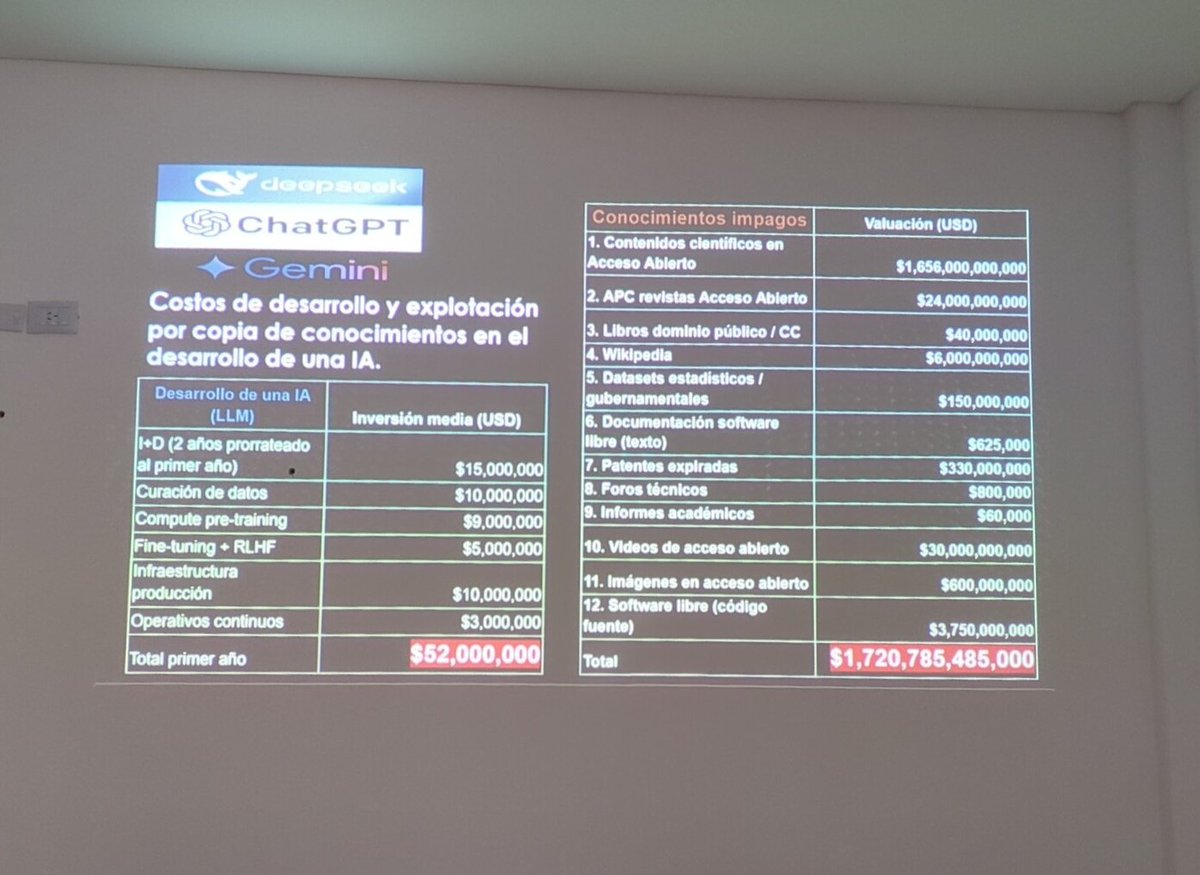 deepseek
ChatGPT
Gemini
Costos de desarrollo y explotación
por copia de conocimientos en el
desarrollo de una IA.
Desarrollo de una IA
(LLM)
Inversión media (USD)
I+D (2 años prorrateado
al primer año)
$15,000,000
Curación de datos
$10,000,000
Compute pre-training
$9,000,000
Fine-tuning + RLHF
$5,000,000
Infraestructura
producción
$10,000,000
Operativos continuos
$3,000,000
Total primer año
$52,000,000
Conocimientos impagos
Valuación (USD)
1. Contenidos científicos en
Acceso Abierto
$1,656,000,000,000
2. APC revistas Acceso Abierto
$24,000,000,000
3. Libros dominio público / CC
$40,000,000
4. Wikipedia
$6,000,000,000
5. Datasets estadísticos /
gubernamentales
$150,000,000
6. Documentación software
libre (texto)
$625,000
7. Patentes expiradas
$330,000,000
8. Foros técnicos
$800,000
9. Informes académicos
$60,000
10. Videos de acceso abierto
$30,000,000,000
11. Imágenes en acceso abierto
$600,000,000
12. Software libre (código
fuente)
$3,750,000,000
Total
$1,720,785,485,000